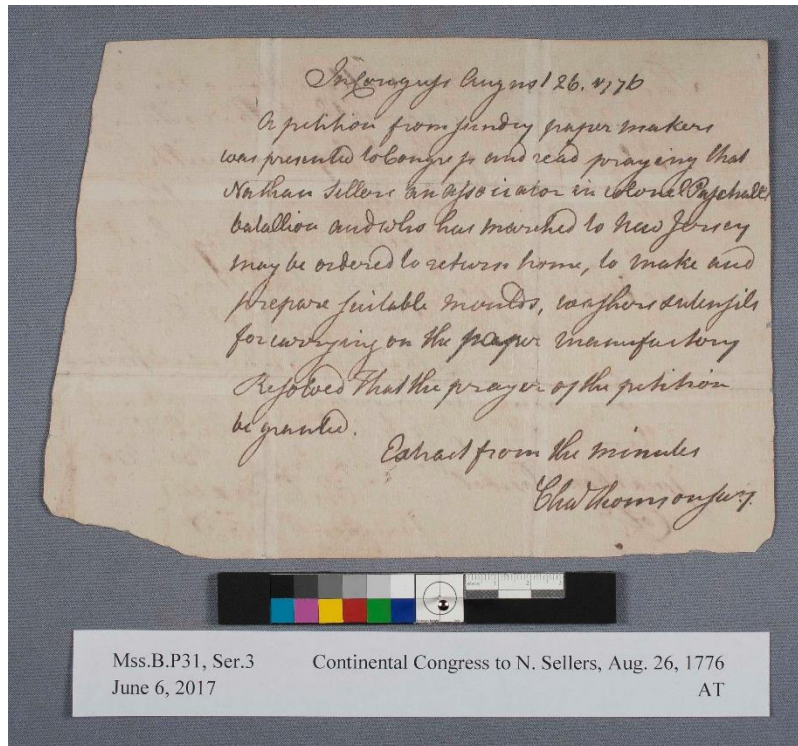 In Congress August 26. 1776
A petition from sundry paper makers
was presented to Congress and read praying that
Nathan Sellers an associator in colonel Paschall's
batallion and who has marched to New Jersey
may be ordered to return home, to make and
prepare suitable moulds, washers & utensils
for carrying on the paper manufactory
Resolved That the prayer of the petition
be granted.
Extract from the minutes
Cha Thomson secy.
Mss.B.P31, Ser.3 Continental Congress to N. Sellers, Aug. 26, 1776
June 6, 2017 AT